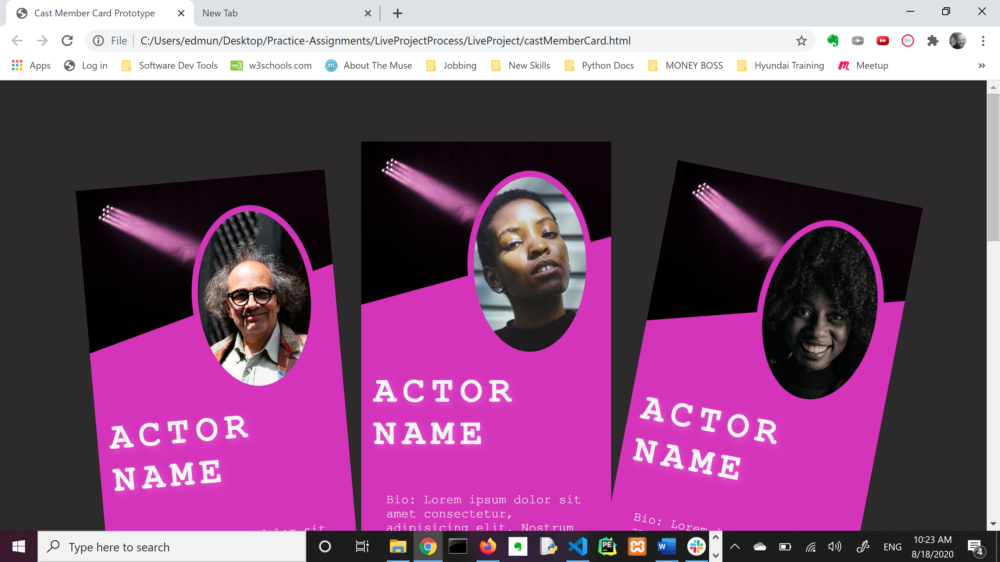 Cast Member Card Prototype
New Tab
File
C:/Users/edmun/Desktop/Practice-Assignments/LiveProjectProcess/LiveProject/castMemberCard.html
Apps
Log in
Software Dev Tools
w3schools.com
About The Muse
Jobbing
New Skills
Python Docs
MONEY BOSS
Hyundai Training
Meetup
ACTOR
NAME
dolor sit
ACTOR
NAME
Bio: Lorem ipsum dolor sit
amet consectetur,
adipisicing elit. Nostrum
ACTOR
NAME
Bio: Lorem
Type here to search
ENG
10:23 AM
8/18/2020
4